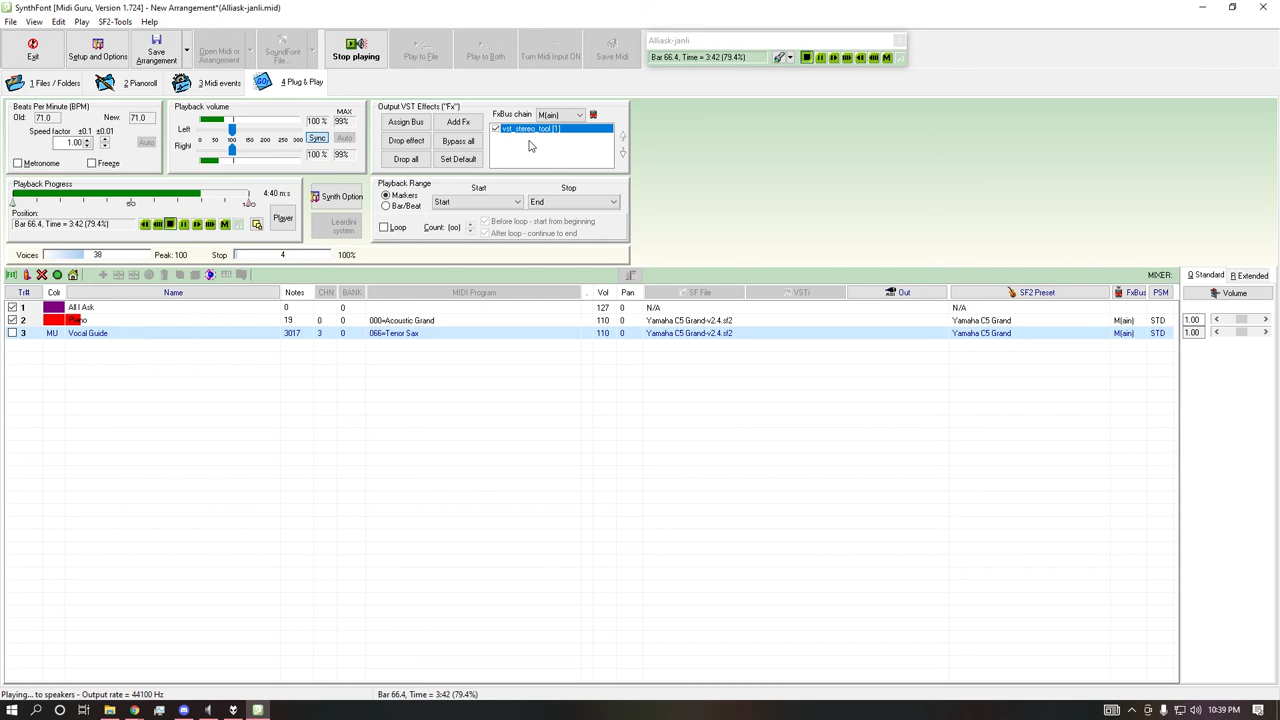 SynthFont [Midi Guru, Version 1.724] - New Arrangement*(Alliask-janli.mid)
File View Edit Play SF2-Tools Help
Exit
Setup and Options
Save Arrangement
Open Midi or Arrangement
SoundFont File...
Stop playing
Play to File
Play to Both
Turn Midi Input ON
Save Midi
Alliask-janli
Bar 66.4, Time = 3:42 (79.4%)
1 Files / Folders
2 Pianoroll
3 Midi events
4 Plug & Play
Beats Per Minute (BPM)
Old: 71.0 New: 71.0
Speed factor ±0.1 ±0.01
1.00 Auto
Metronome Freeze
Playback volume
MAX
Left 100 % 99%
0 50 100 150 200 250 300 Sync Auto
Right 100 % 99%
Output VST Effects ("Fx")
Assign Bus Add Fx
Drop effect Bypass all
Drop all Set Default
FxBus chain M(ain)
vst_stereo_tool [1]
Playback Progress
4:40 m:s
0 50 100
Position:
Bar 66.4, Time = 3:42 (79.4%)
Player
Synth Option
Leardini system
Playback Range
Start Stop
Markers Start End
Bar/Beat
Loop Count: (oo)
Before loop - start from beginning
After loop - continue to end
Voices 38 Peak: 100 Stop 4 100%
MIXER: Standard Extended
Tr# Colr Name Notes CHN BANK MIDI Program . Vol Pan SF File VSTi Out SF2 Preset FxBus PSM Volume
1 All I Ask 0 127 0 N/A N/A
2 Piano 19 0 0 000=Acoustic Grand 110 0 Yamaha C5 Grand-v2.4.sf2 Yamaha C5 Grand M(ain) STD 1.00
3 MU Vocal Guide 3017 3 0 066=Tenor Sax 110 0 Yamaha C5 Grand-v2.4.sf2 Yamaha C5 Grand M(ain) STD 1.00
Playing... to speakers - Output rate = 44100 Hz Bar 66.4, Time = 3:42 (79.4%)
10:39 PM